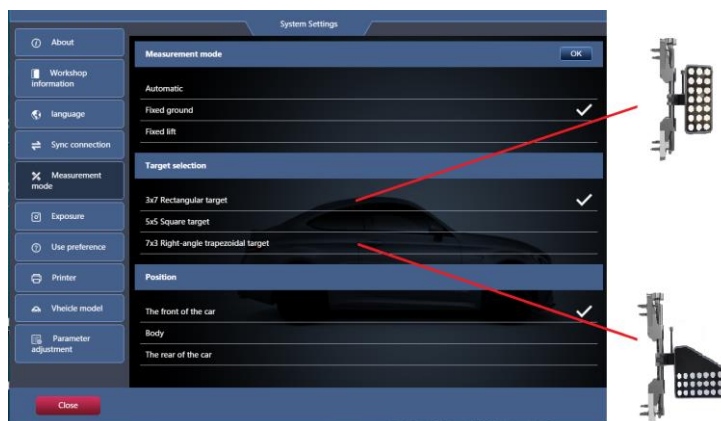 System Settings
About
Workshop
information
language
Sync connection
Measurement
mode
Exposure
Use preference
Printer
Vheicle model
Parameter
adjustment
Close
Measurement mode
OK
Automatic
Fixed ground
Fixed lift
Target selection
3x7 Rectangular target
5x5 Square target
7x3 Right-angle trapezoidal target
Position
The front of the car
Body
The rear of the car